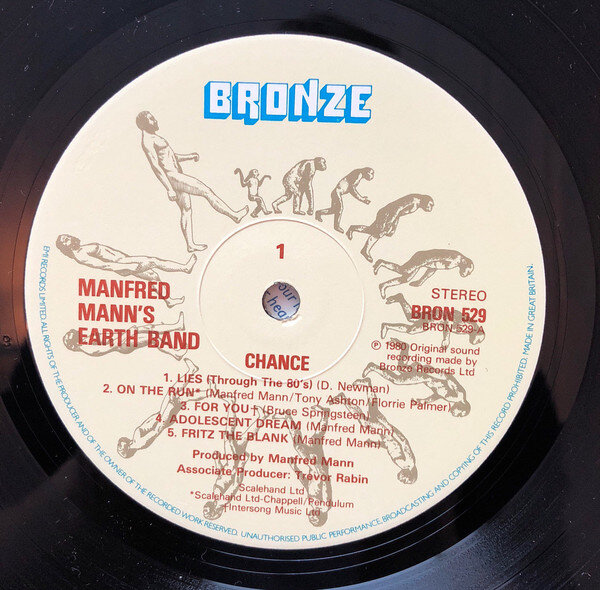 BRONZE
1
MANFRED
MANN'S
EARTH BAND
STEREO
BRON 529
BRON 529-A
℗ 1980 Original sound
recording made by
Bronze Records Ltd
CHANCE
1. LIES (Through The 80's) (D. Newman)
2. ON THE RUN* (Manfred Mann/Tony Ashton/Florrie Palmer)
3. FOR YOU† (Bruce Springsteen)
4. ADOLESCENT DREAM (Manfred Mann)
5. FRITZ THE BLANK (Manfred Mann)
Produced by Manfred Mann
Associate Producer: Trevor Rabin
Scalehand Ltd
*Scalehand Ltd-Chappell/Pendulum
†Intersong Music Ltd
EMI RECORDS LIMITED. ALL RIGHTS OF THE PRODUCER AND OF THE OWNER OF THE RECORDED WORK RESERVED. UNAUTHORISED PUBLIC PERFORMANCE, BROADCASTING AND COPYING OF THIS RECORD PROHIBITED. MADE IN GREAT BRITAIN.
our
hea